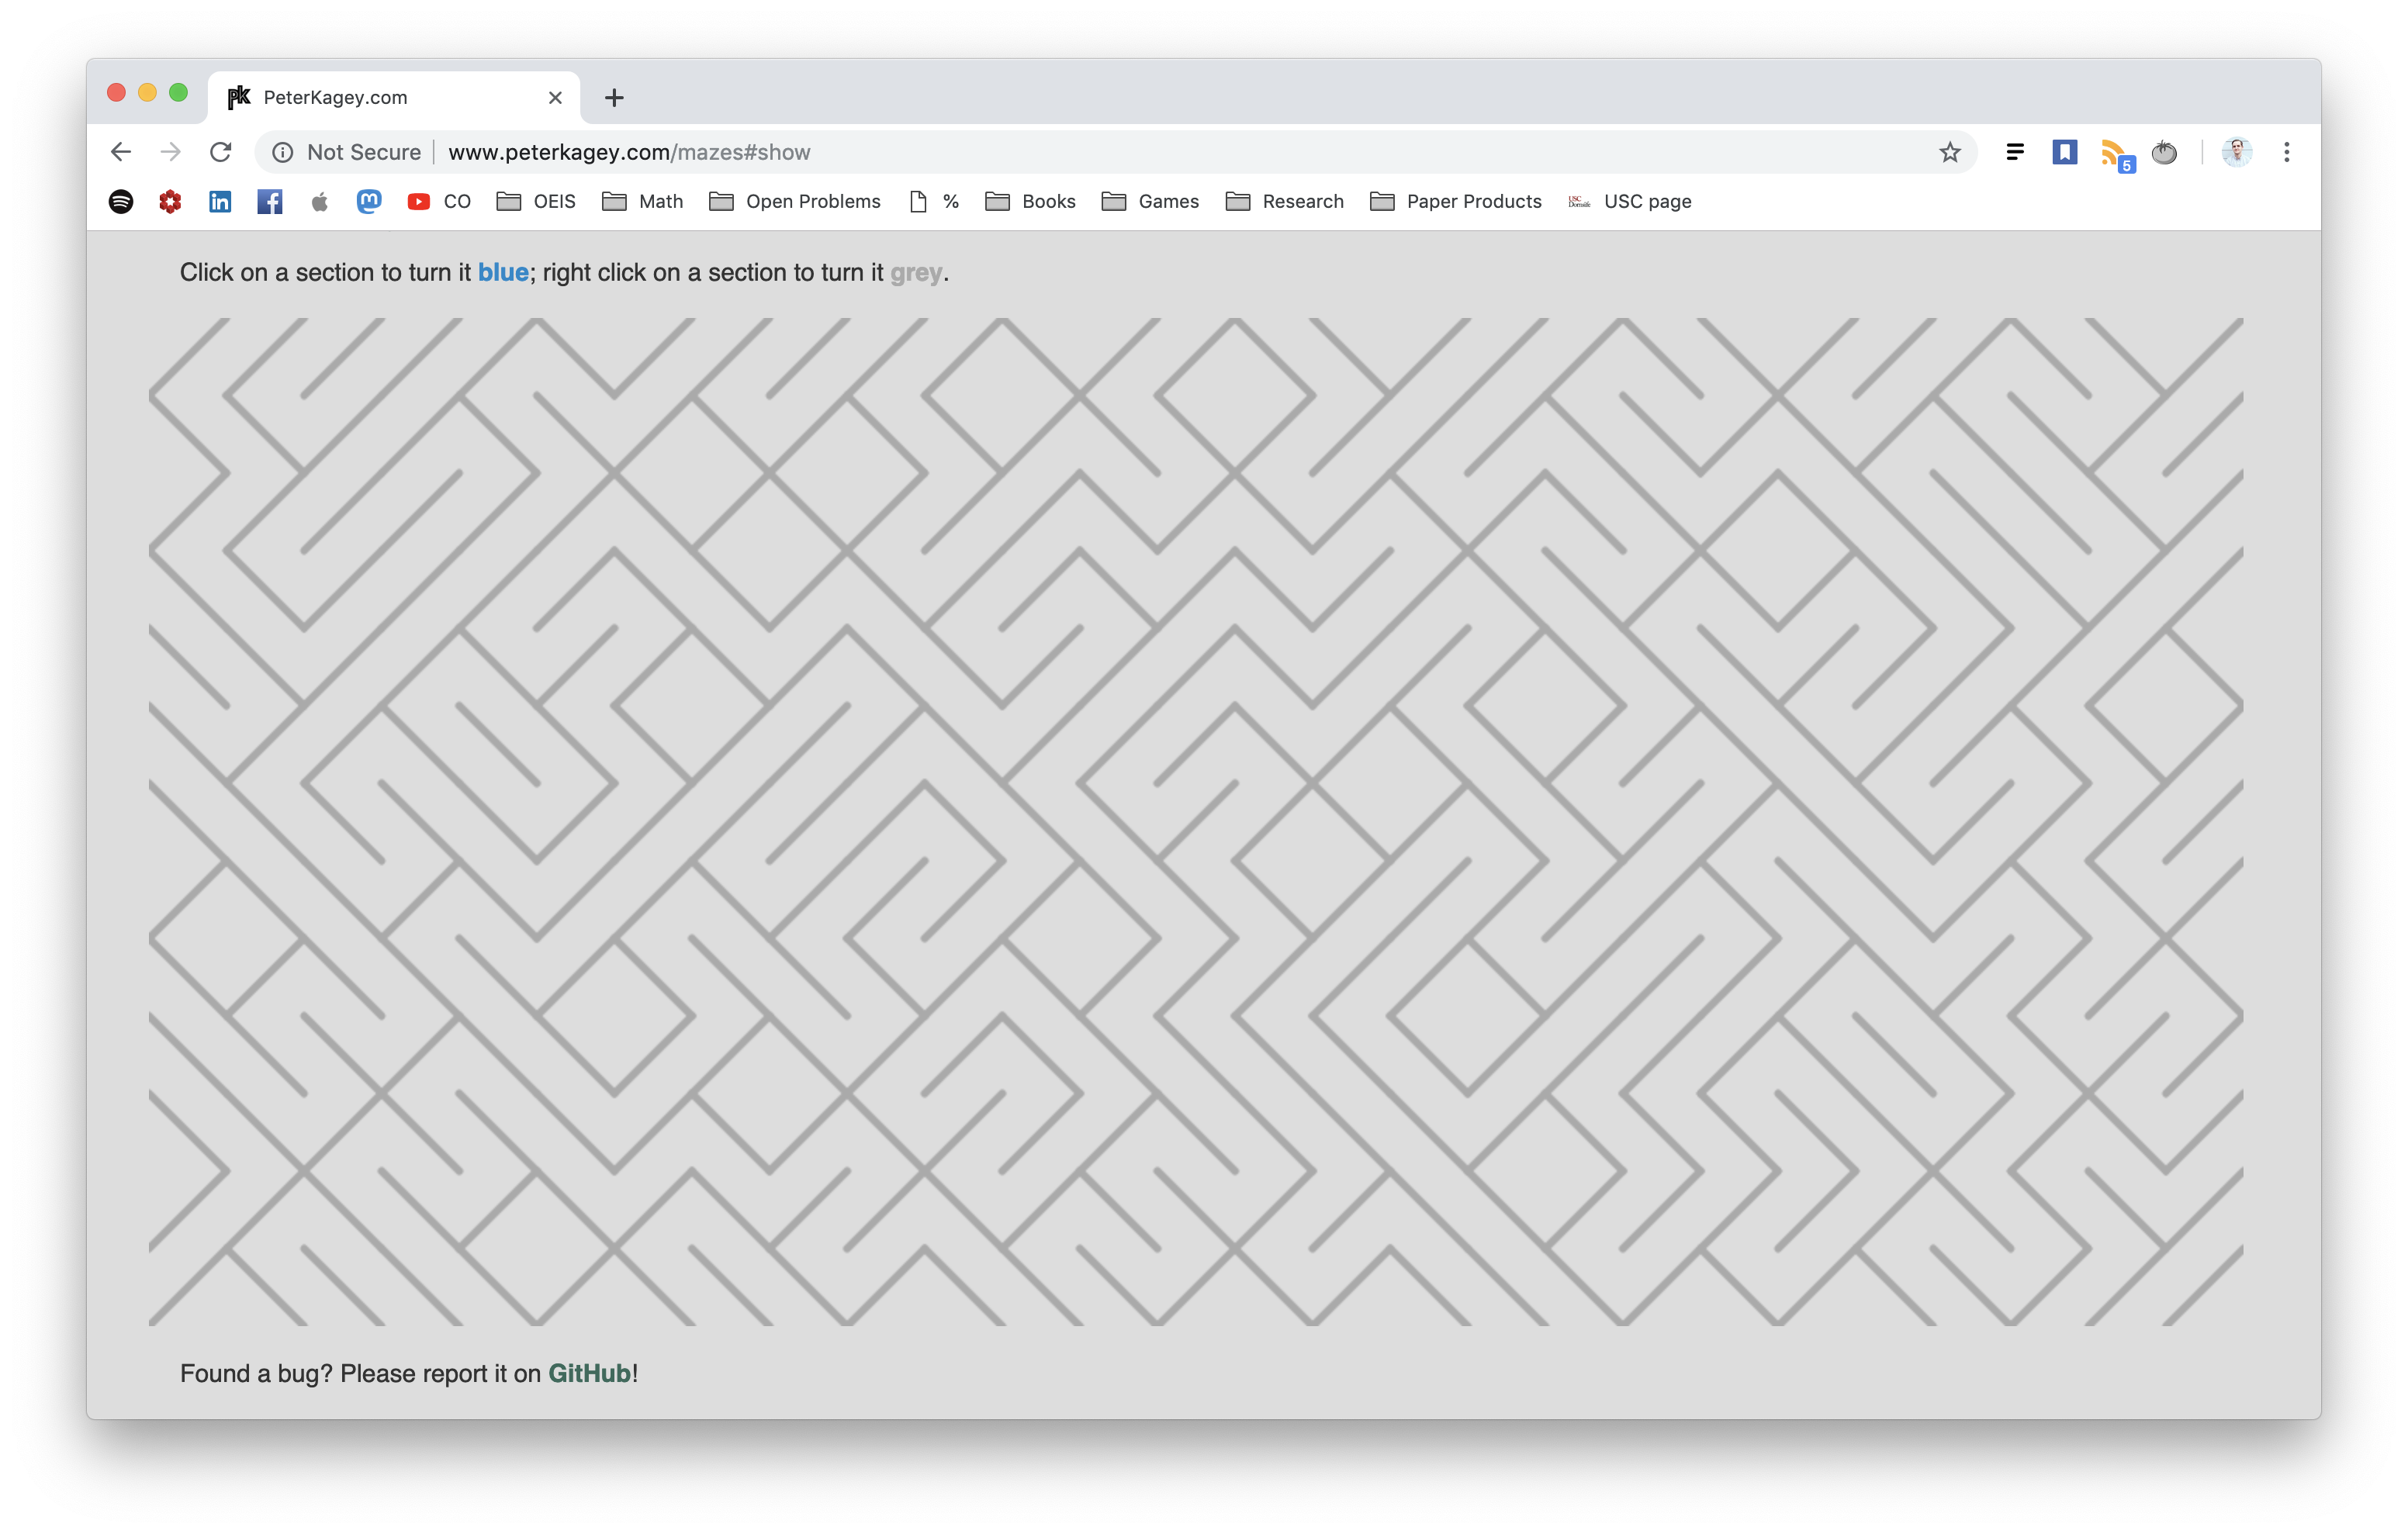 PeterKagey.com
Not Secure www.peterkagey.com/mazes#show
5
CO OEIS Math Open Problems % Books Games Research Paper Products USC Dornsife USC page
Click on a section to turn it blue; right click on a section to turn it grey.
Found a bug? Please report it on GitHub!